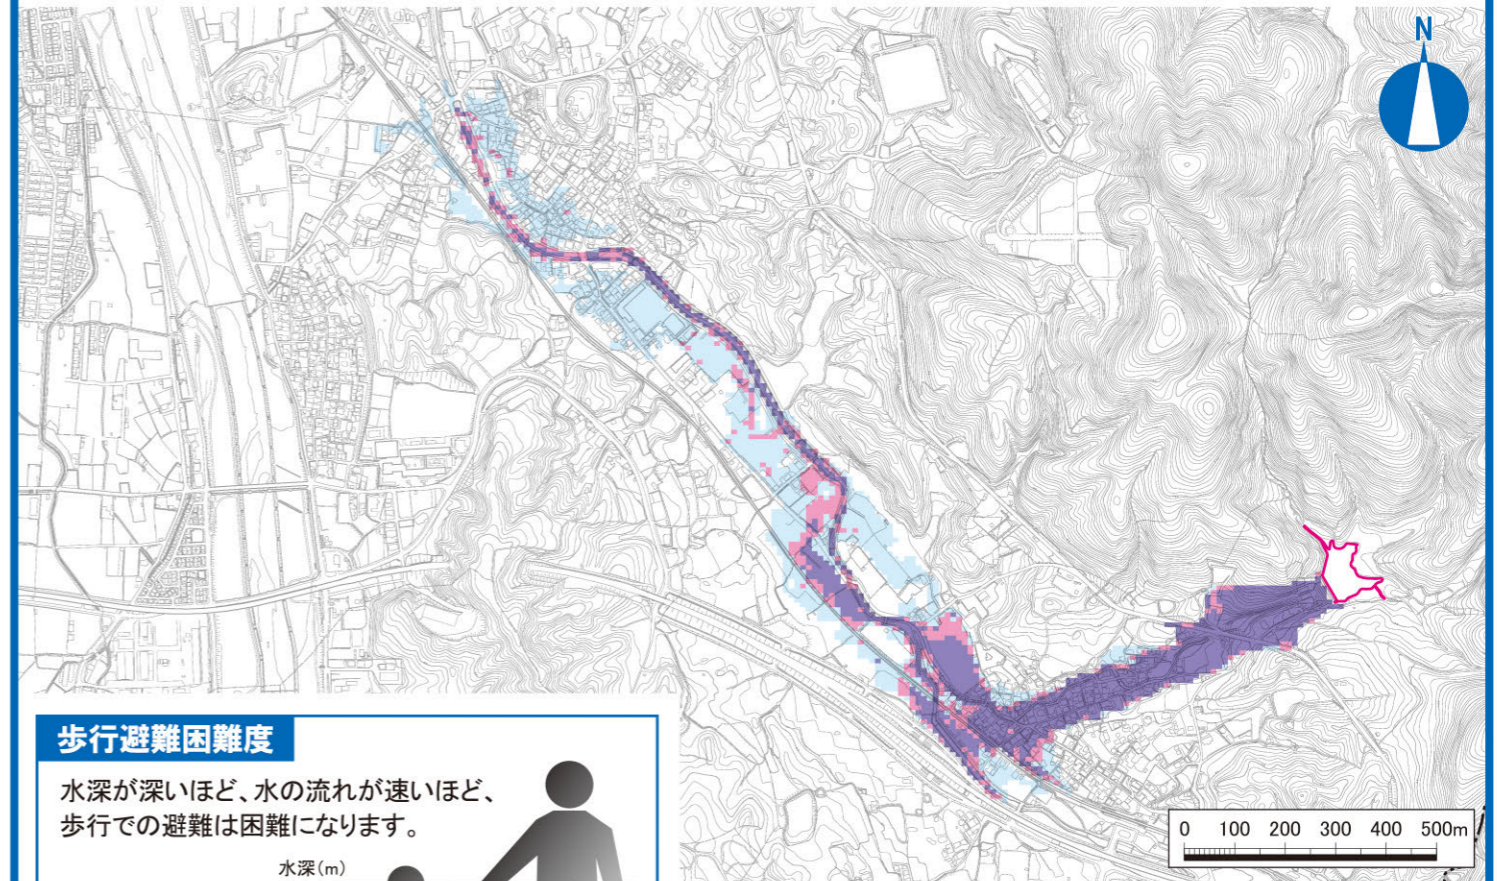 N
歩行避難困難度
水深が深いほど、水の流れが速いほど、
歩行での避難は困難になります。
水深(m)
0 100 200 300 400 500m